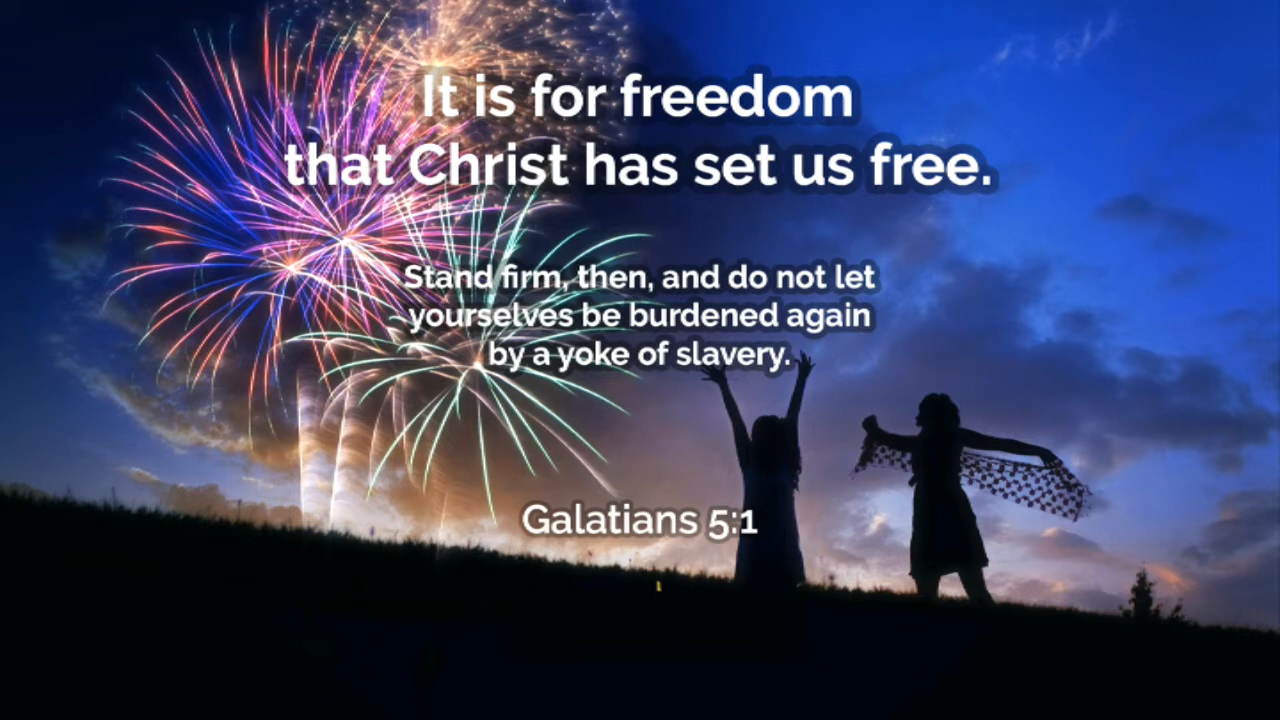 It is for freedom
that Christ has set us free.
Stand firm, then, and do not let
yourselves be burdened again
by a yoke of slavery.
Galatians 5:1